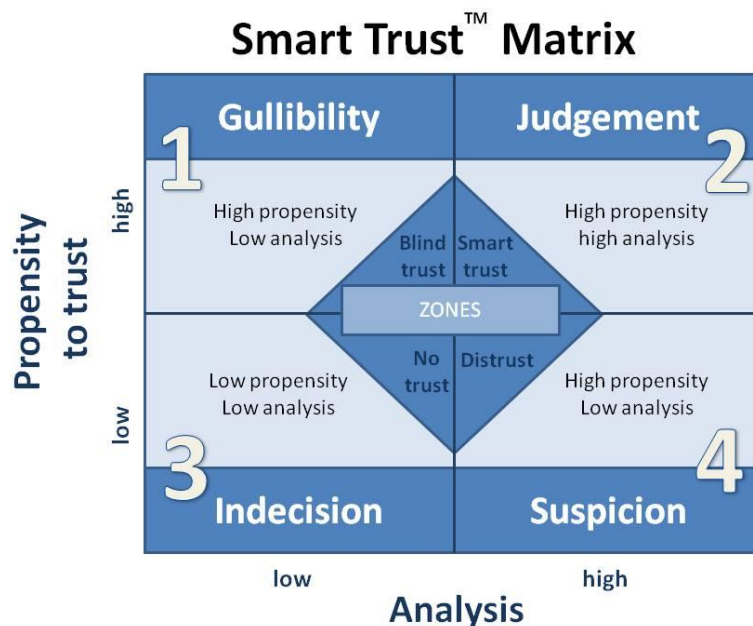 Smart Trust™ Matrix
Gullibility
Judgement
1
2
High propensity
Low analysis
High propensity
high analysis
Blind
trust
Smart
trust
ZONES
No
trust
Distrust
Low propensity
Low analysis
High propensity
Low analysis
3
4
Indecision
Suspicion
Propensity
to trust
high
low
low
high
Analysis